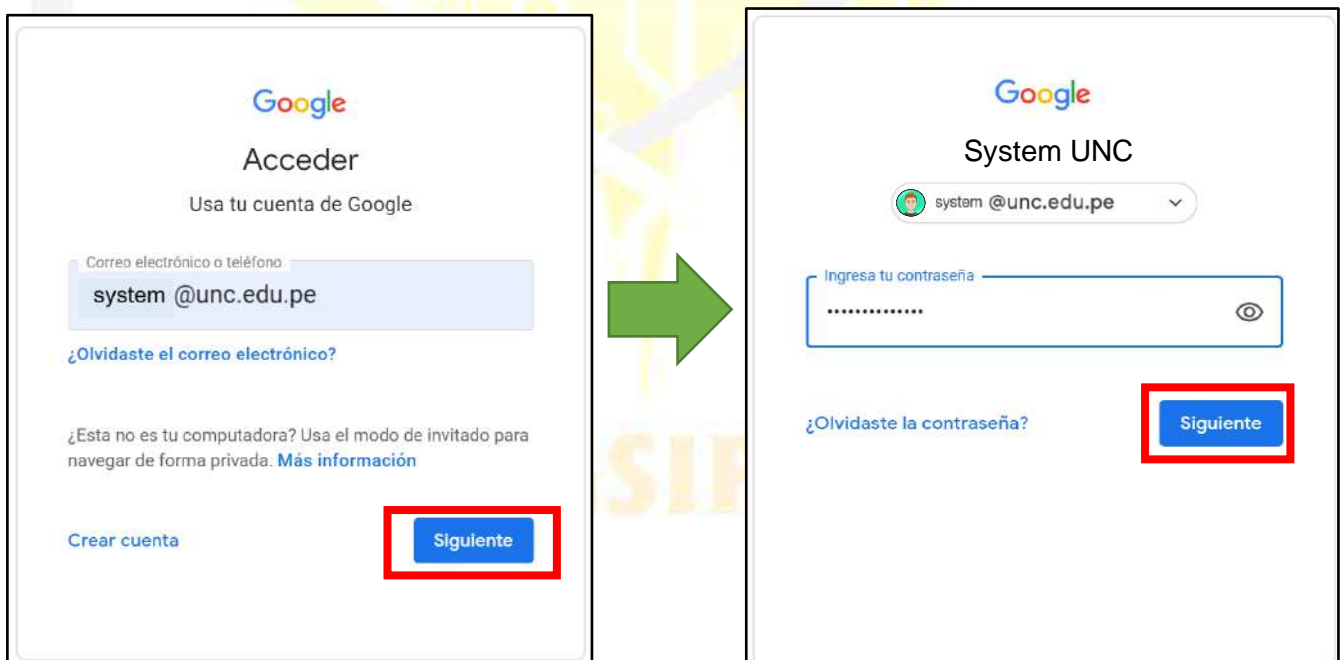 Google
Acceder
Usa tu cuenta de Google
Correo electrónico o teléfono
system @unc.edu.pe
¿Olvidaste el correo electrónico?
¿Esta no es tu computadora? Usa el modo de invitado para
navegar de forma privada. Más información
Crear cuenta
Siguiente
Google
System UNC
system @unc.edu.pe
Ingresa tu contraseña
••••••••••••••
¿Olvidaste la contraseña?
Siguiente